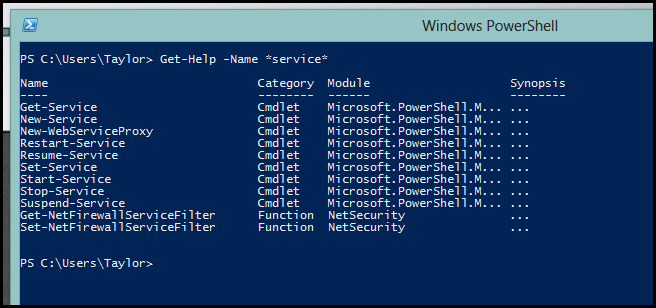 Windows PowerShell
PS C:\Users\Taylor> Get-Help -Name *service*
Name Category Module Synopsis
---- -------- ------ --------
Get-Service Cmdlet Microsoft.PowerShell.M... ...
New-Service Cmdlet Microsoft.PowerShell.M... ...
New-WebServiceProxy Cmdlet Microsoft.PowerShell.M... ...
Restart-Service Cmdlet Microsoft.PowerShell.M... ...
Resume-Service Cmdlet Microsoft.PowerShell.M... ...
Set-Service Cmdlet Microsoft.PowerShell.M... ...
Start-Service Cmdlet Microsoft.PowerShell.M... ...
Stop-Service Cmdlet Microsoft.PowerShell.M... ...
Suspend-Service Cmdlet Microsoft.PowerShell.M... ...
Get-NetFirewallServiceFilter Function NetSecurity ...
Set-NetFirewallServiceFilter Function NetSecurity ...
PS C:\Users\Taylor>